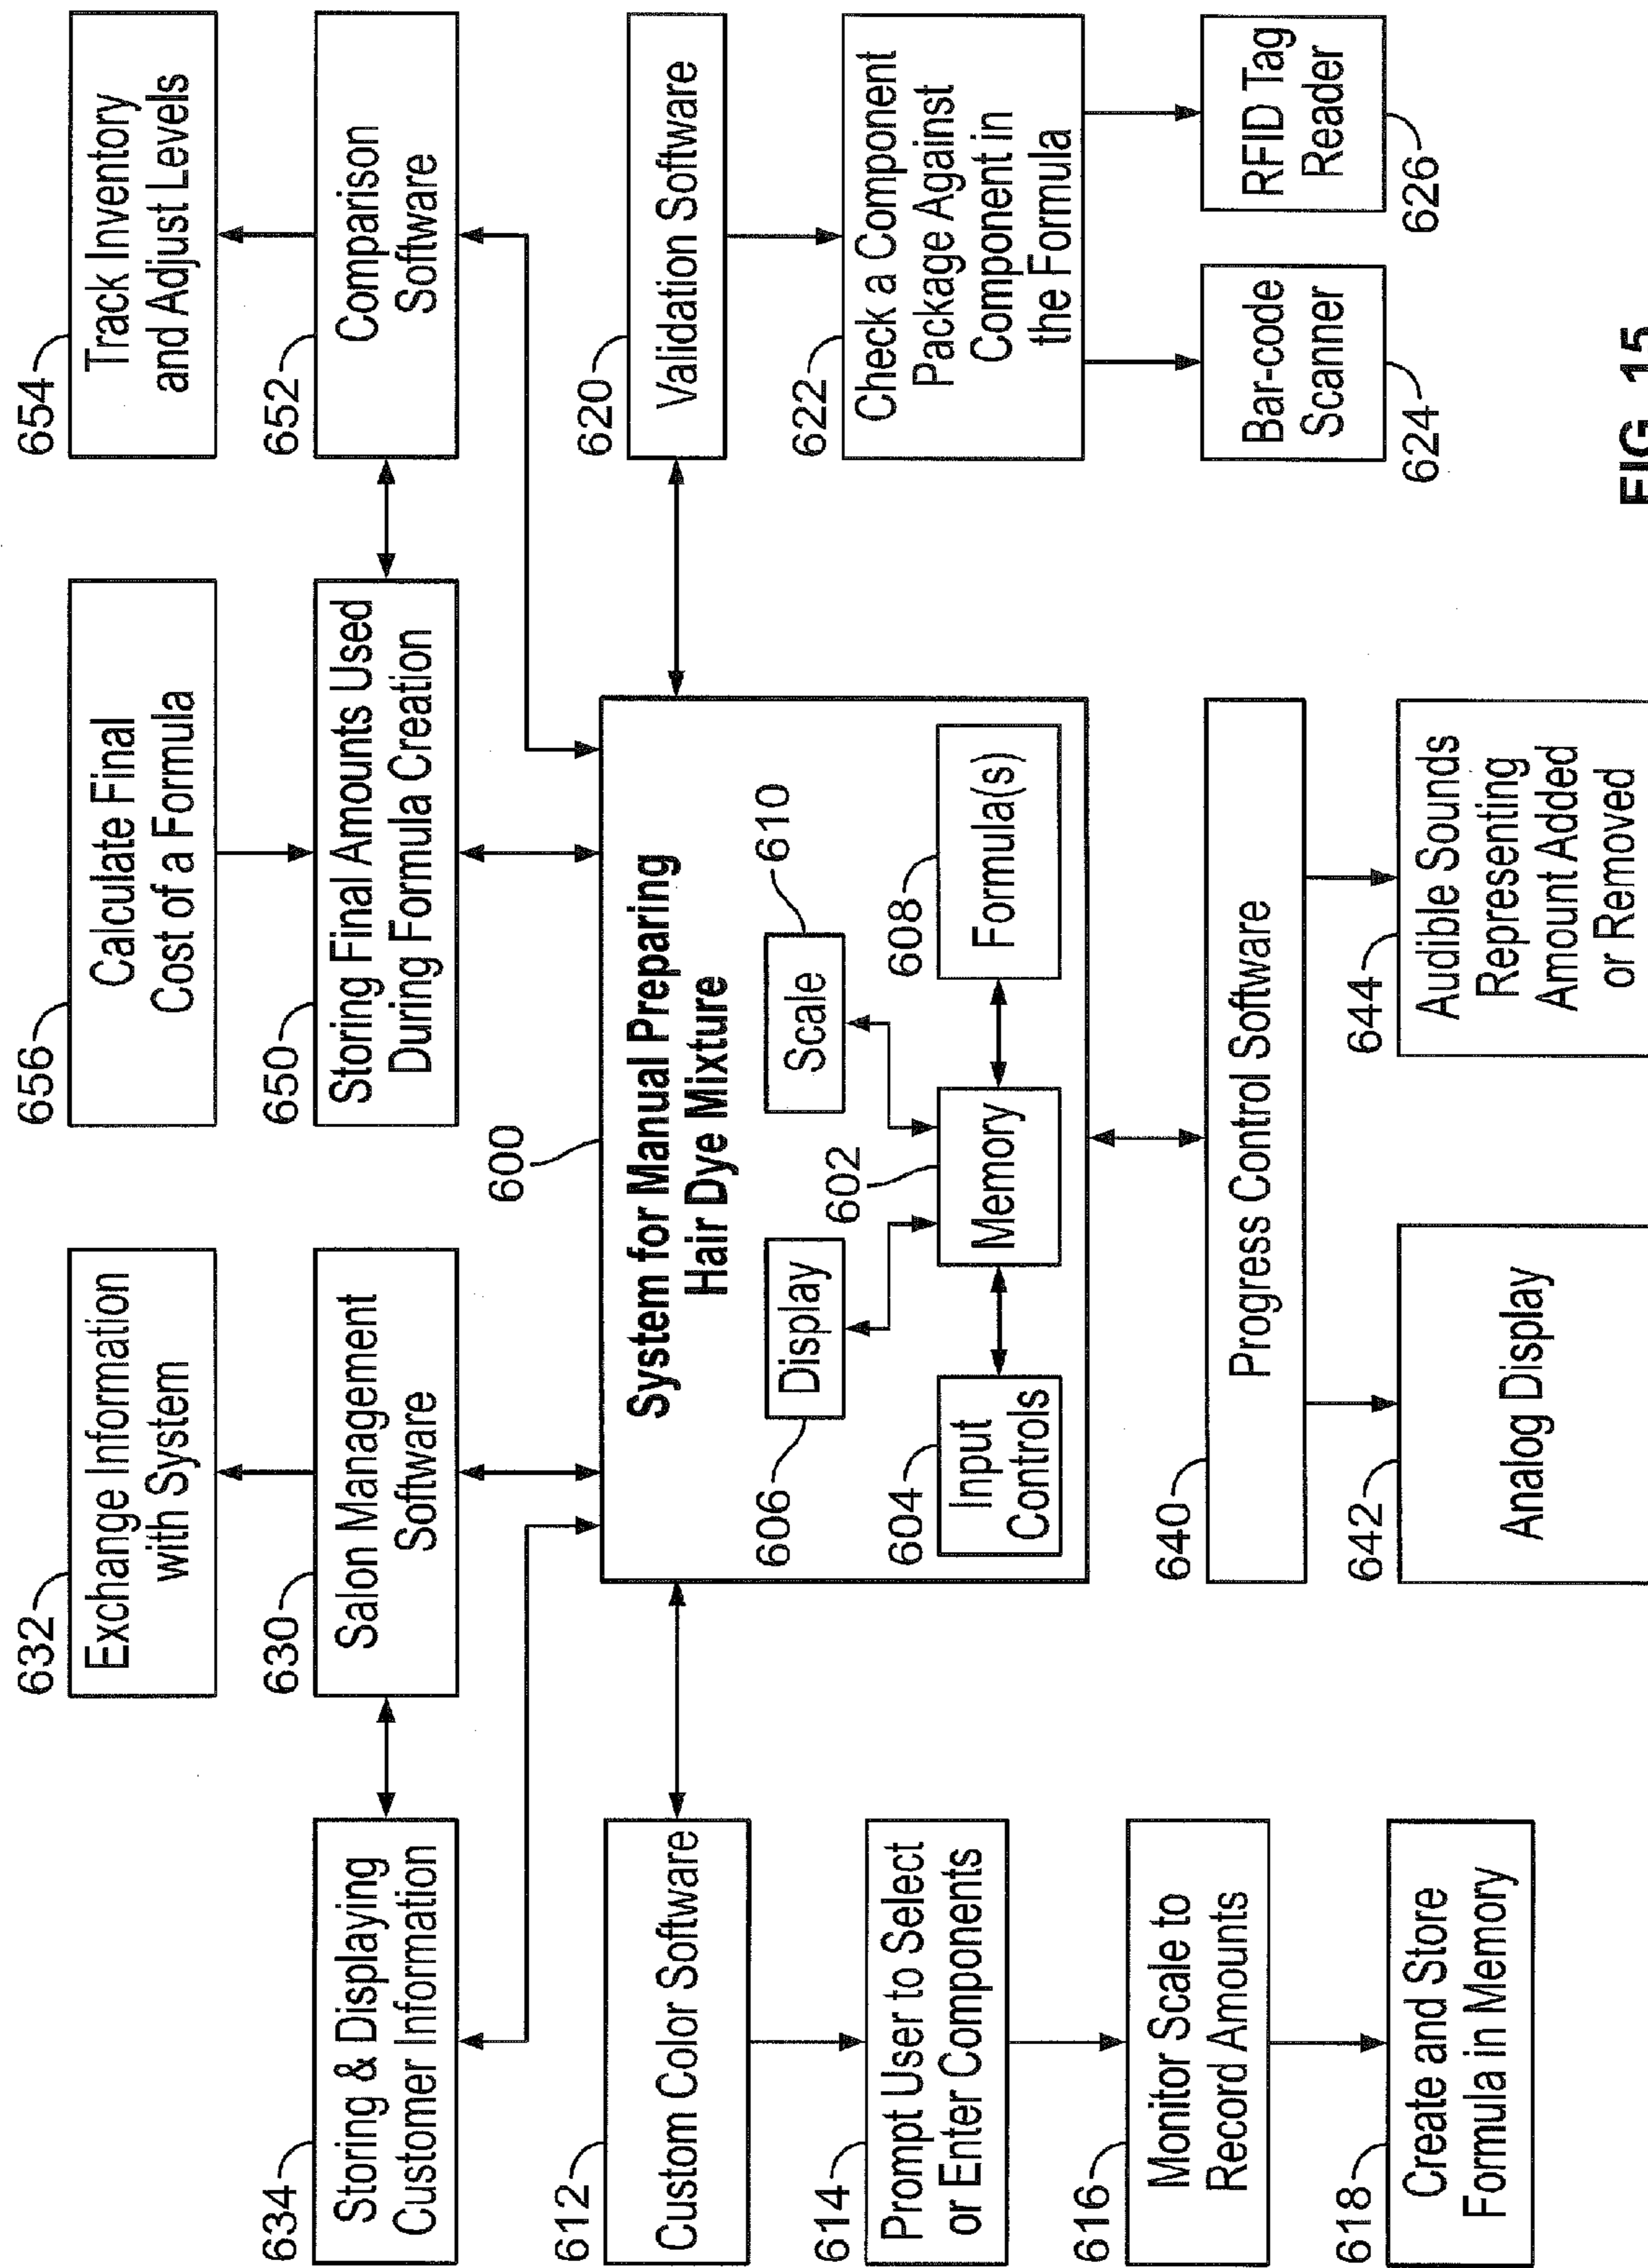 632
Exchange Information
with System
656
Calculate Final
Cost of a Formula
654
Track Inventory
and Adjust Levels
634
Storing & Displaying
Customer Information
630
Salon Management
Software
650
Storing Final Amounts Used
During Formula Creation
652
Comparison
Software
600
System for Manual Preparing
Hair Dye Mixture
606
Display
Scale
610
604
Input
Controls
602
Memory
608
Formula(s)
612
Custom Color Software
614
Prompt User to Select
or Enter Components
616
Monitor Scale to
Record Amounts
618
Create and Store
Formula in Memory
620
Validation Software
622
Check a Component
Package Against
Component in
the Formula
Bar-code
Scanner
624
RFID Tag
Reader
626
640
Progress Control Software
642
Analog Display
644
Audible Sounds
Representing
Amount Added
or Removed
FIG. 15